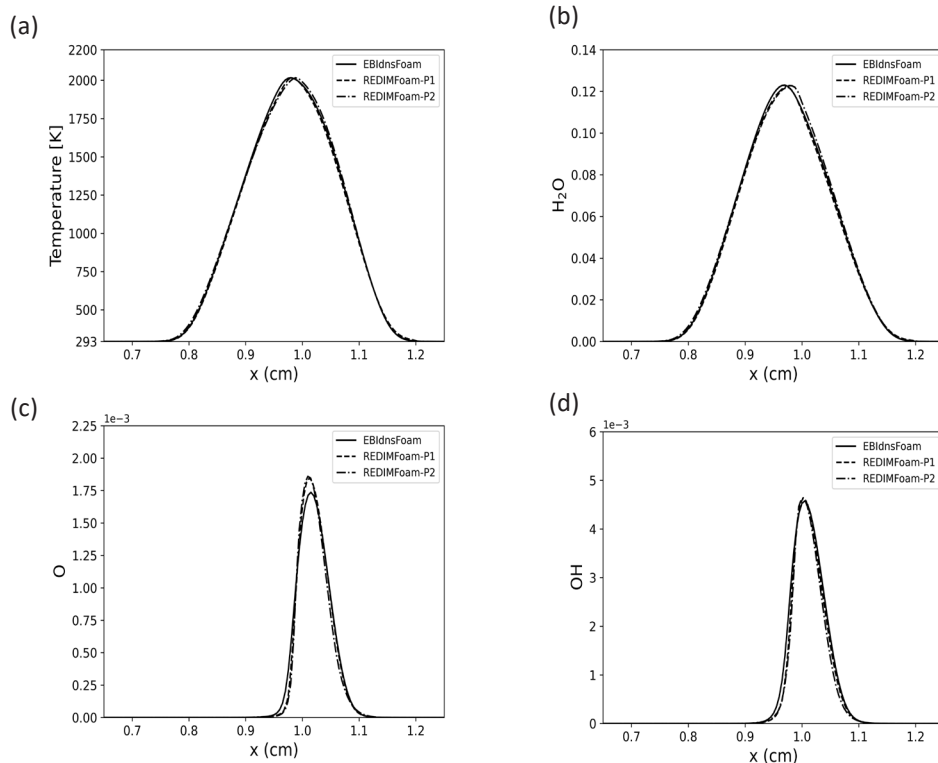 (a)
2200
2000
1750
1500
1250
1000
750
500
293
Temperature [K]
EBIdnsFoam
REDIMFoam-P1
REDIMFoam-P2
0.7 0.8 0.9 1.0 1.1 1.2
x (cm)
(b)
0.14
0.12
0.10
0.08
0.06
0.04
0.02
0.00
H₂O
EBIdnsFoam
REDIMFoam-P1
REDIMFoam-P2
0.7 0.8 0.9 1.0 1.1 1.2
x (cm)
(c)
1e−3
2.25
2.00
1.75
1.50
1.25
1.00
0.75
0.50
0.25
0.00
O
EBIdnsFoam
REDIMFoam-P1
REDIMFoam-P2
0.7 0.8 0.9 1.0 1.1 1.2
x (cm)
(d)
1e−3
6
5
4
3
2
1
0
OH
EBIdnsFoam
REDIMFoam-P1
REDIMFoam-P2
0.7 0.8 0.9 1.0 1.1 1.2
x (cm)